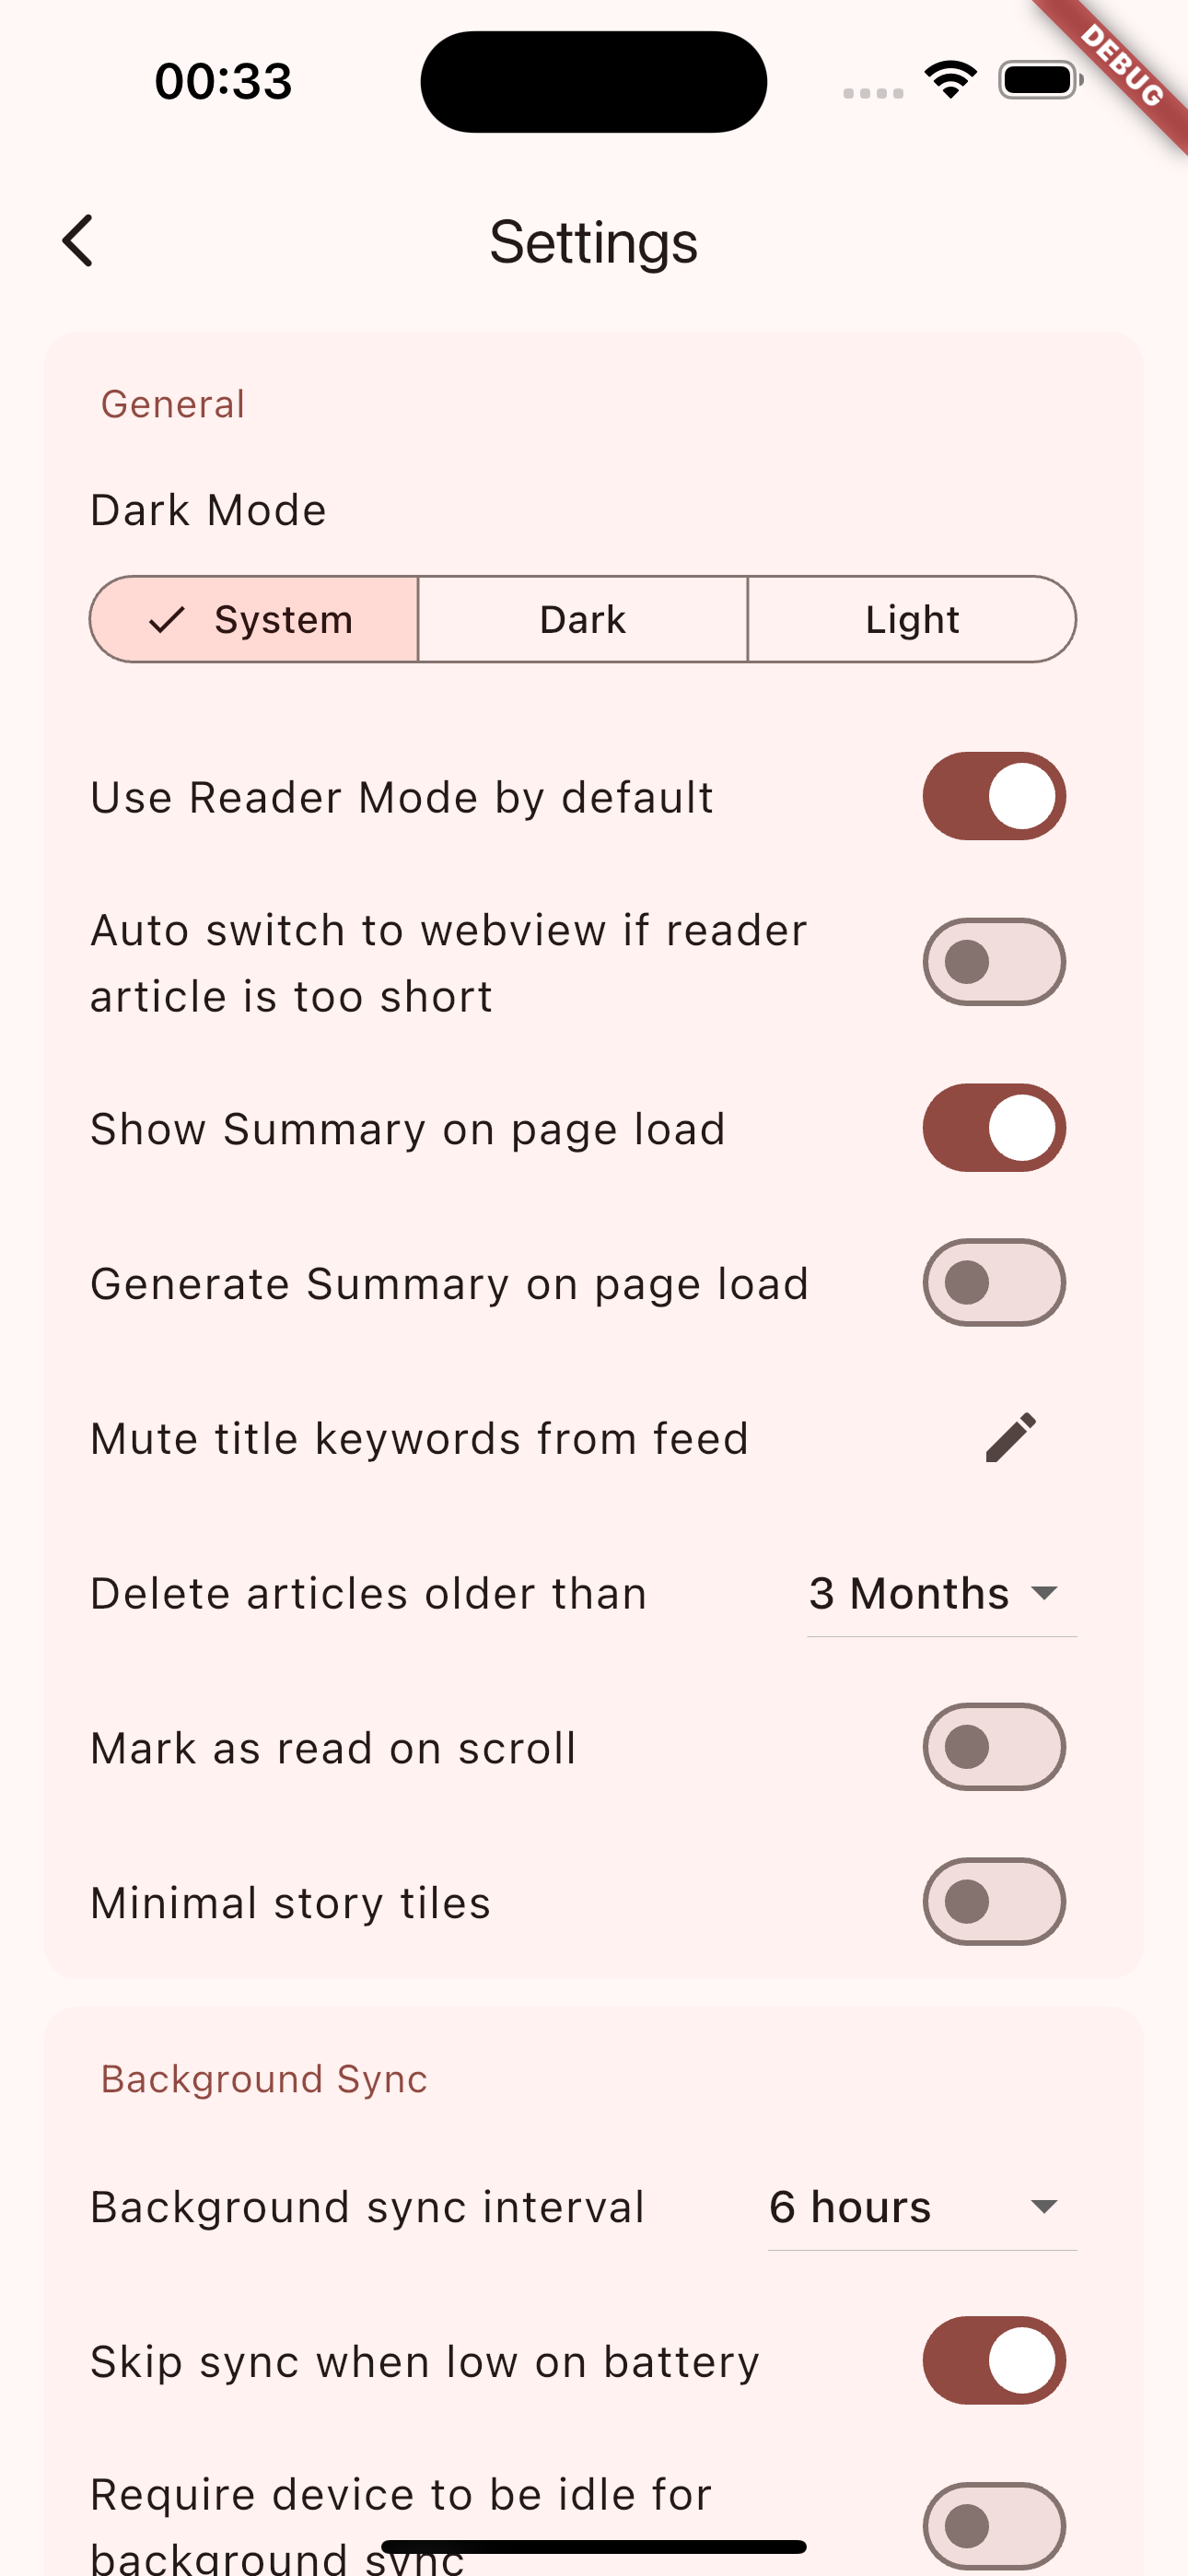 00:33
DEBUG
Settings
General
Dark Mode
System
Dark
Light
Use Reader Mode by default
Auto switch to webview if reader
article is too short
Show Summary on page load
Generate Summary on page load
Mute title keywords from feed
Delete articles older than
3 Months
Mark as read on scroll
Minimal story tiles
Background Sync
Background sync interval
6 hours
Skip sync when low on battery
Require device to be idle for
background sync